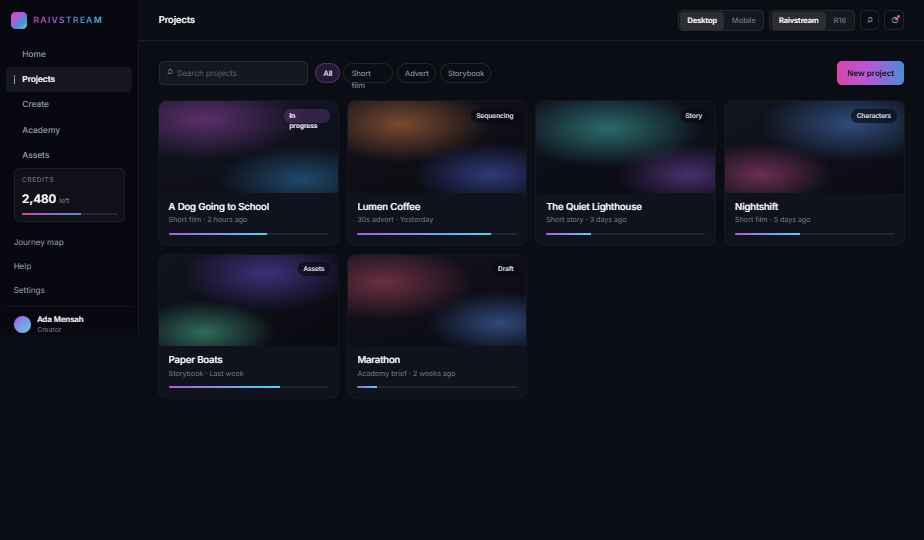 RAIVSTREAM
Projects
Desktop
Mobile
Raivstream
R16
Home
Projects
Create
Academy
Assets
CREDITS
2,480 left
Journey map
Help
Settings
Ada Mensah
Creator
Search projects
All
Short
film
Advert
Storybook
New project
In
progress
A Dog Going to School
Short film · 2 hours ago
Sequencing
Lumen Coffee
30s advert · Yesterday
Story
The Quiet Lighthouse
Short story · 3 days ago
Characters
Nightshift
Short film · 5 days ago
Assets
Paper Boats
Storybook · Last week
Draft
Marathon
Academy brief · 2 weeks ago